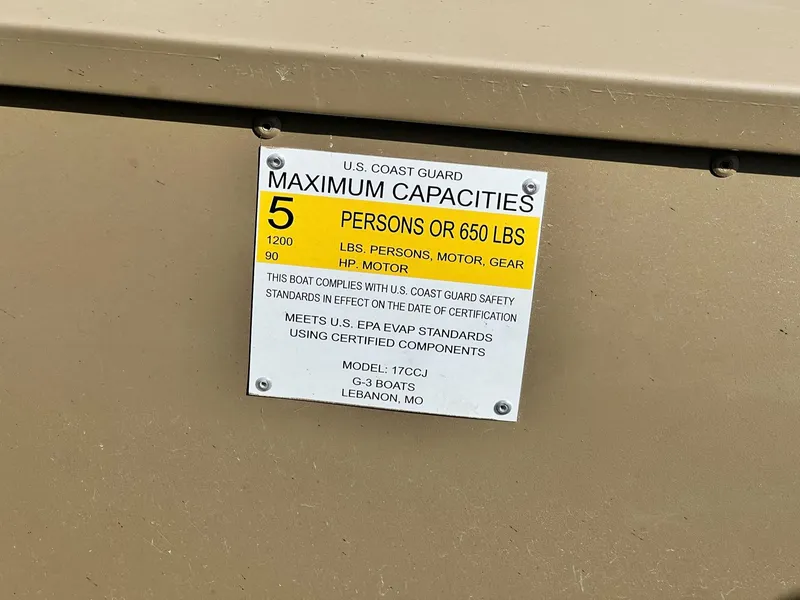 U.S. COAST GUARD
MAXIMUM CAPACITIES
5 PERSONS OR 650 LBS
1200 LBS. PERSONS, MOTOR, GEAR
90 HP. MOTOR
THIS BOAT COMPLIES WITH U.S. COAST GUARD SAFETY
STANDARDS IN EFFECT ON THE DATE OF CERTIFICATION
MEETS U.S. EPA EVAP STANDARDS
USING CERTIFIED COMPONENTS
MODEL: 17CCJ
G-3 BOATS
LEBANON, MO